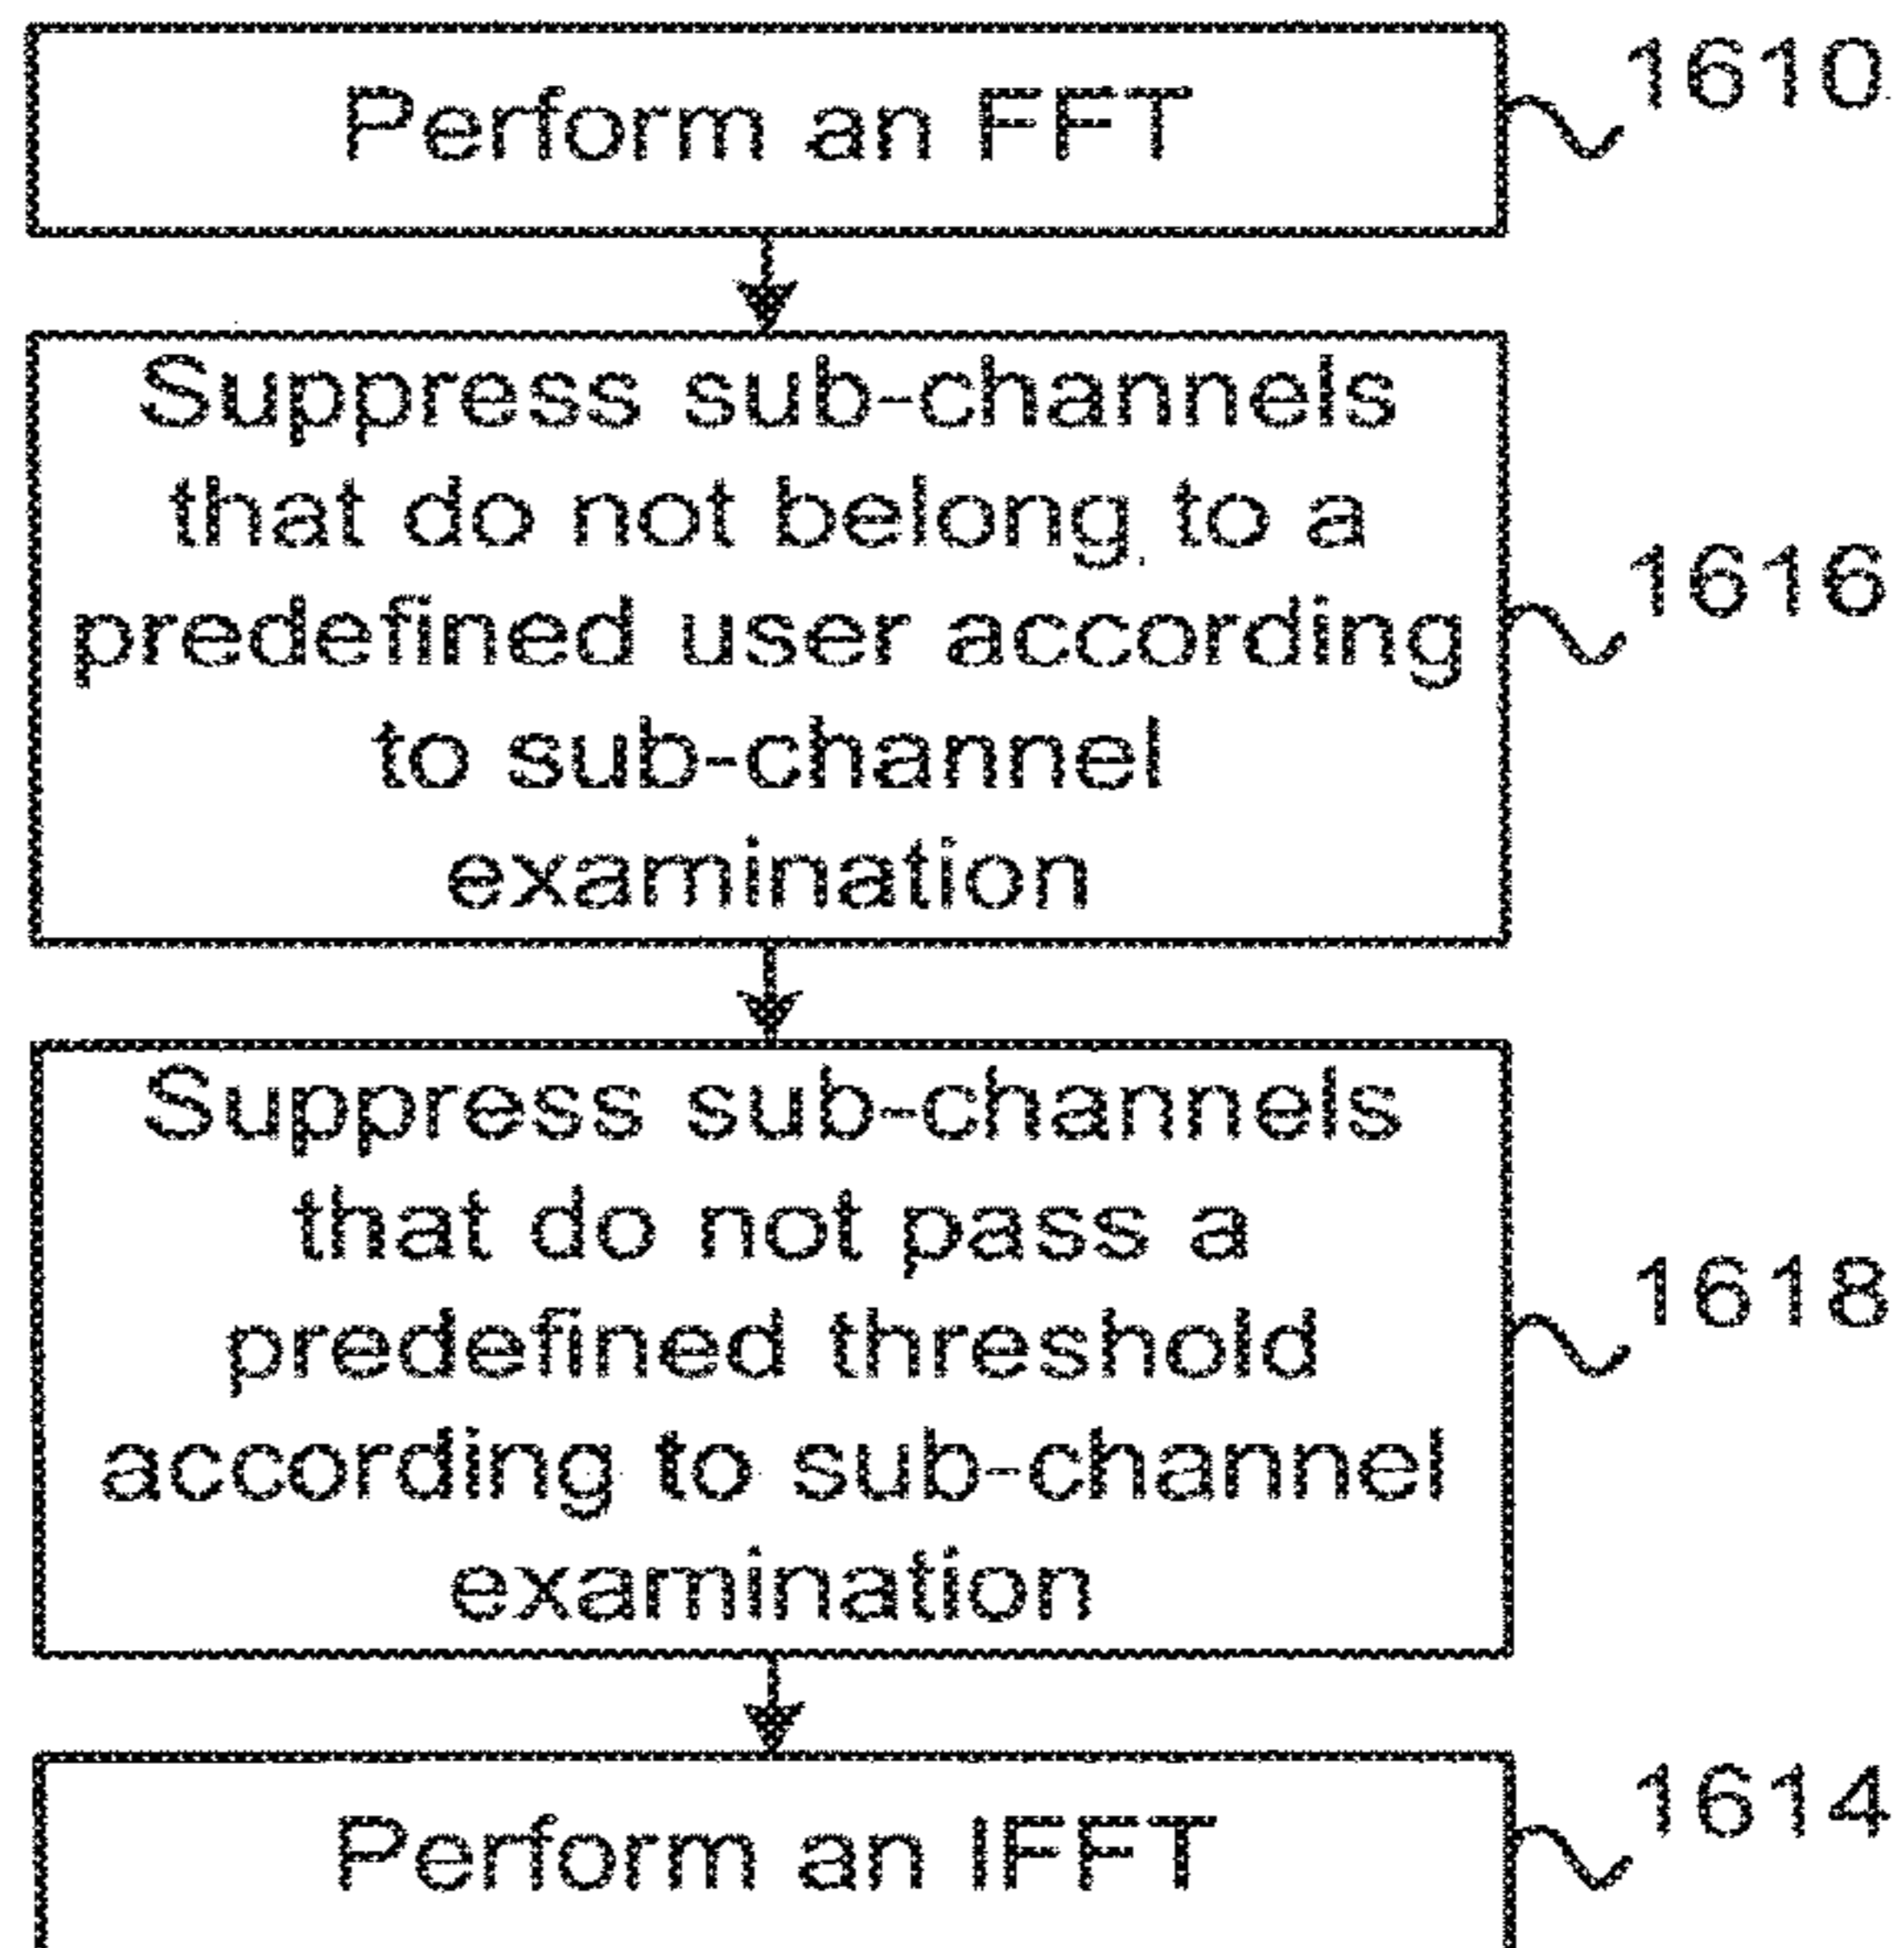 Perform an FFT
1610
Suppress sub-channels
that do not belong to a
predefined user according
to sub-channel
examination
1616
Suppress sub-channels
that do not pass a
predefined threshold
according to sub-channel
examination
1618
Perform an IFFT
1614